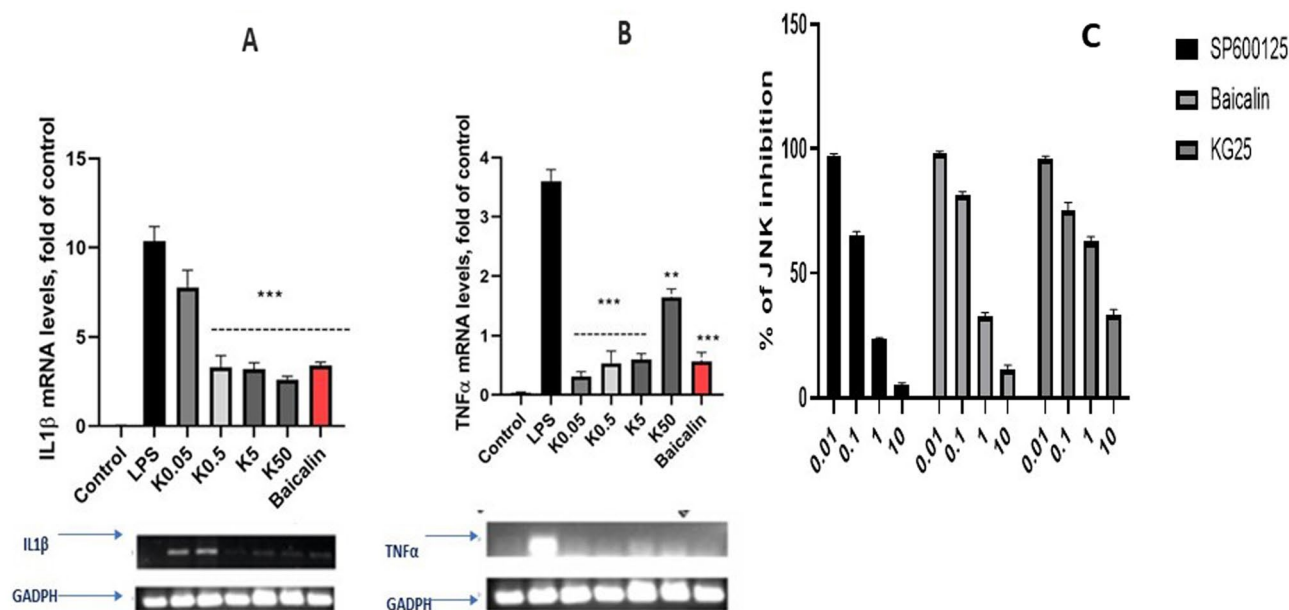 A
IL1β mRNA levels, fold of control
15
10
5
0
***
Control
LPS
K0.05
K0.5
K5
K50
Baicalin
IL1β
GADPH
B
TNFα mRNA levels, fold of control
4
3
2
1
0
***
**
***
Control
LPS
K0.05
K0.5
K5
K50
Baicalin
TNFα
GADPH
C
% of JNK inhibition
150
100
50
0
0.01
0.1
1
10
0.01
0.1
1
10
0.01
0.1
1
10
SP600125
Baicalin
KG25